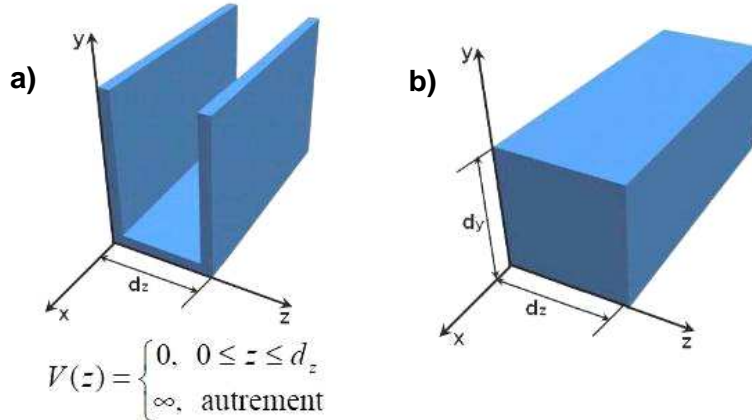 a)
y
dz
x
z
V(z) = { 0, 0 ≤ z ≤ dz
∞, autrement
b)
y
dy
dz
x
z